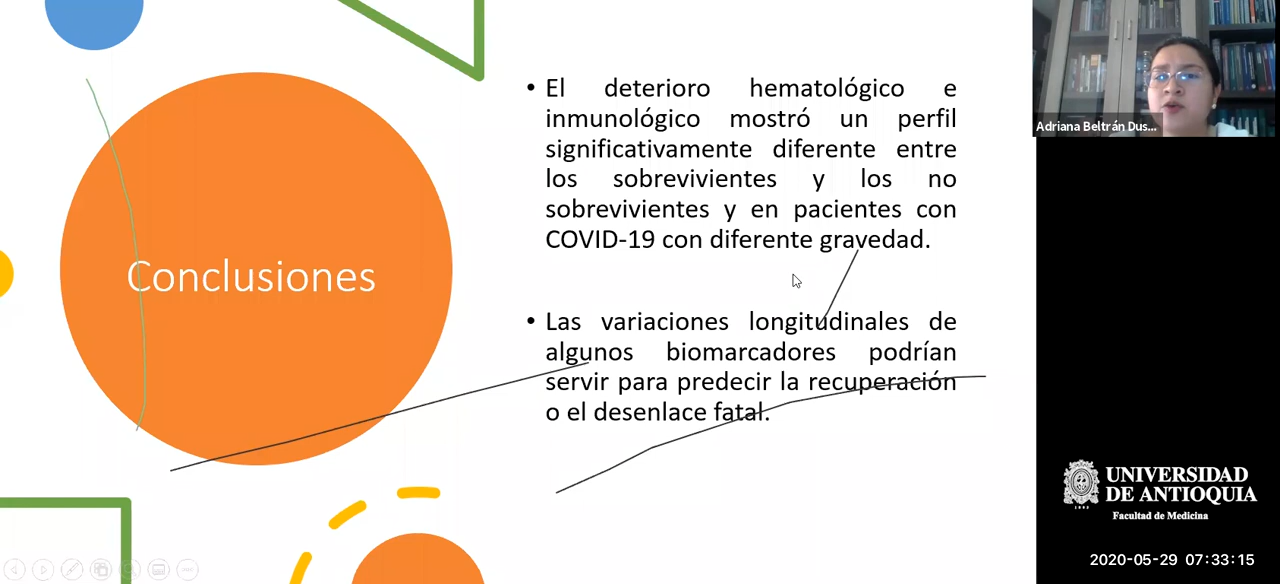 Conclusiones
• El deterioro hematológico e
inmunológico mostró un perfil
significativamente diferente entre
los sobrevivientes y los no
sobrevivientes y en pacientes con
COVID-19 con diferente gravedad.
• Las variaciones longitudinales de
algunos biomarcadores podrían
servir para predecir la recuperación
o el desenlace fatal.
Adriana Beltrán Dus...
UNIVERSIDAD
DE ANTIOQUIA
1803
Facultad de Medicina
2020-05-29 07:33:15